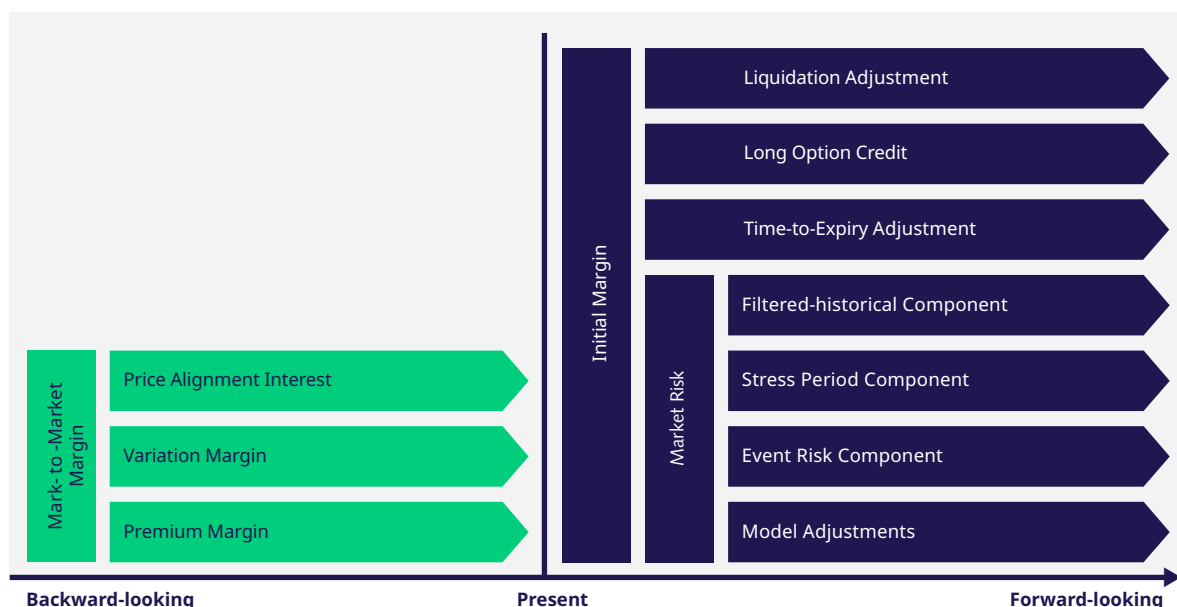 Liquidation Adjustment
Long Option Credit
Time-to-Expiry Adjustment
Initial Margin
Filtered-historical Component
Market Risk
Stress Period Component
Event Risk Component
Model Adjustments
Mark- to -Market
Margin
Price Alignment Interest
Variation Margin
Premium Margin
Backward-looking
Present
Forward-looking